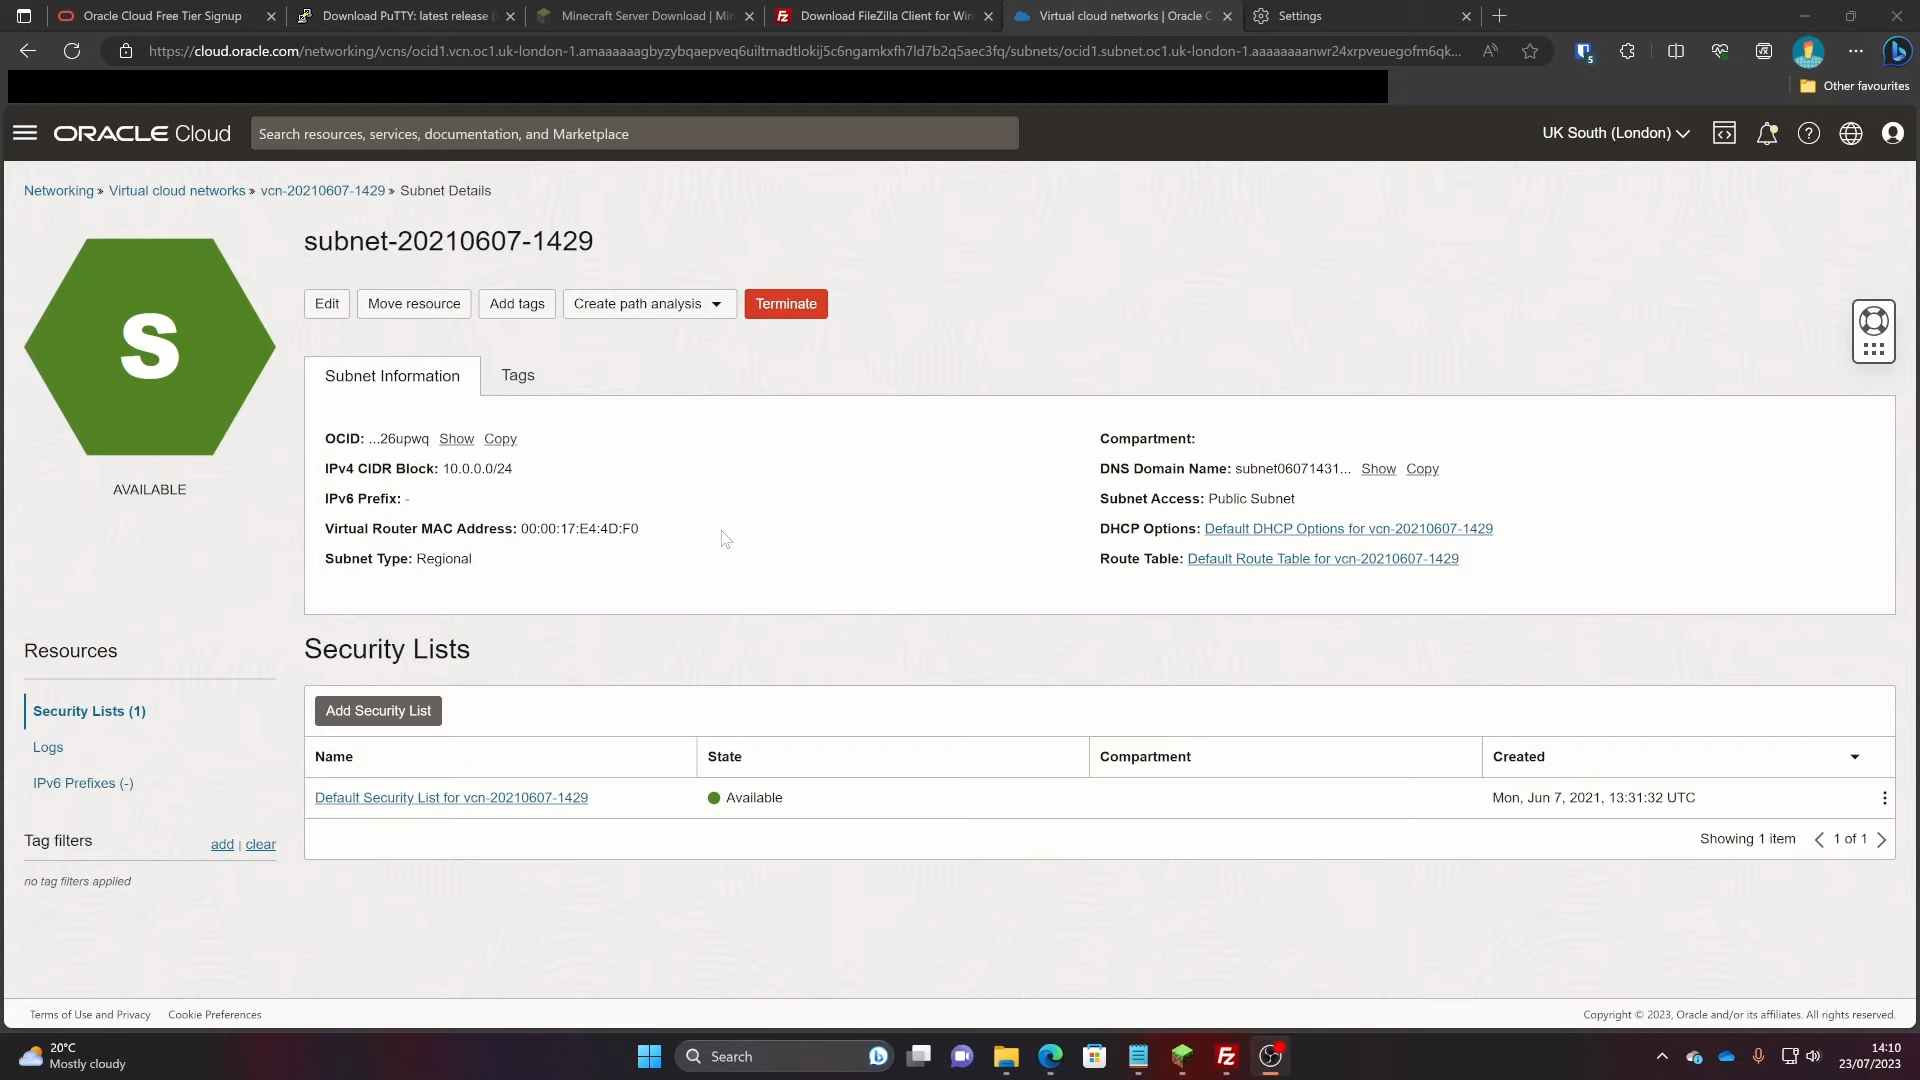 Oracle Cloud Free Tier Signup
Download PuTTY: latest release
Minecraft Server Download | Min
Download FileZilla Client for Win
Virtual cloud networks | Oracle C
Settings
https://cloud.oracle.com/networking/vcns/ocid1.vcn.oc1.uk-london-1.amaaaaaagbyzybqaepveq6uiltmadtlokij5c6ngamkxfh7ld7b2q5aec3fq/subnets/ocid1.subnet.oc1.uk-london-1.aaaaaaaanwr24xrpveuegofm6qk...
5
Other favourites
ORACLE Cloud
Search resources, services, documentation, and Marketplace
UK South (London)
Networking » Virtual cloud networks » vcn-20210607-1429 » Subnet Details
S
AVAILABLE
subnet-20210607-1429
Edit
Move resource
Add tags
Create path analysis
Terminate
Subnet Information
Tags
OCID: ...26upwq Show Copy
IPv4 CIDR Block: 10.0.0.0/24
IPv6 Prefix: -
Virtual Router MAC Address: 00:00:17:E4:4D:F0
Subnet Type: Regional
Compartment:
DNS Domain Name: subnet06071431... Show Copy
Subnet Access: Public Subnet
DHCP Options: Default DHCP Options for vcn-20210607-1429
Route Table: Default Route Table for vcn-20210607-1429
Resources
Security Lists (1)
Logs
IPv6 Prefixes (-)
Tag filters
add | clear
no tag filters applied
Security Lists
Add Security List
Name
State
Compartment
Created
Default Security List for vcn-20210607-1429
Available
Mon, Jun 7, 2021, 13:31:32 UTC
Showing 1 item
1 of 1
Terms of Use and Privacy
Cookie Preferences
Copyright © 2023, Oracle and/or its affiliates. All rights reserved.
20°C
Mostly cloudy
Search
14:10
23/07/2023